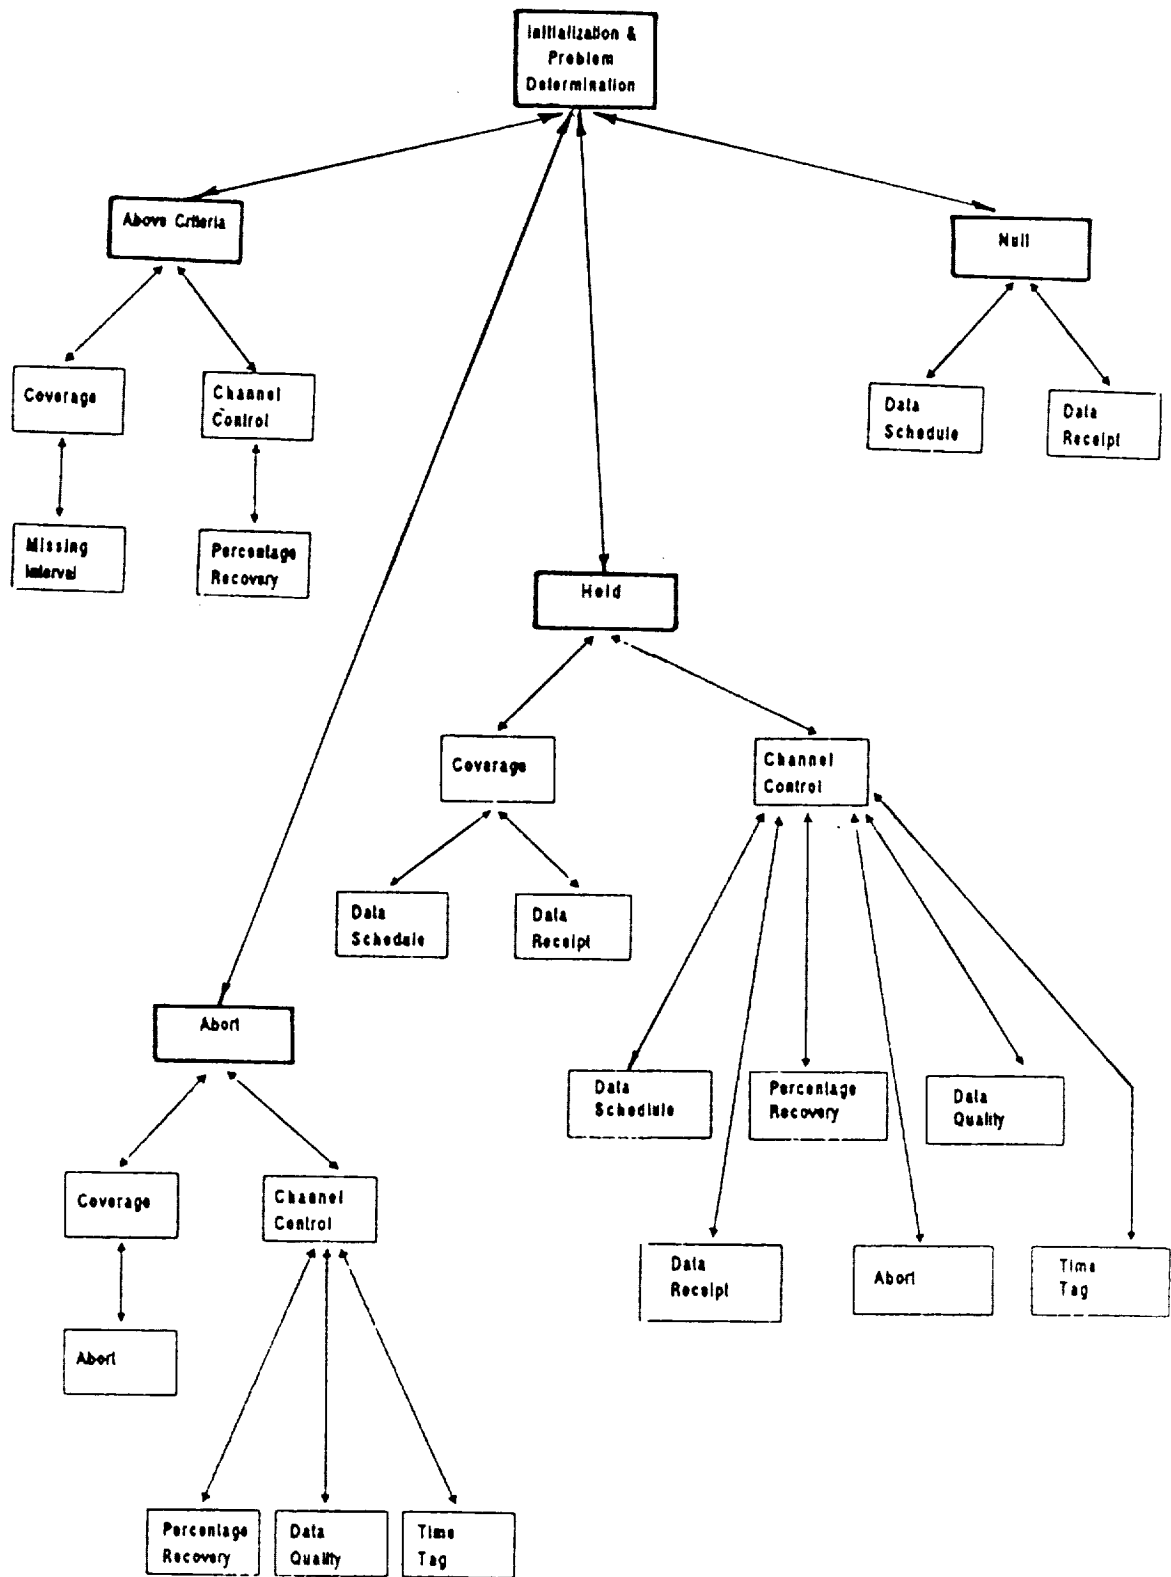 Initialization &
Problem
Determination
Above Criteria
Null
Coverage
Channel
Control
Data
Schedule
Data
Receipt
Missing
Interval
Percentage
Recovery
Held
Coverage
Channel
Control
Data
Schedule
Data
Receipt
Abort
Data
Schedule
Percentage
Recovery
Data
Quality
Coverage
Channel
Control
Data
Receipt
Abort
Time
Tag
Abort
Percentage
Recovery
Data
Quality
Time
Tag